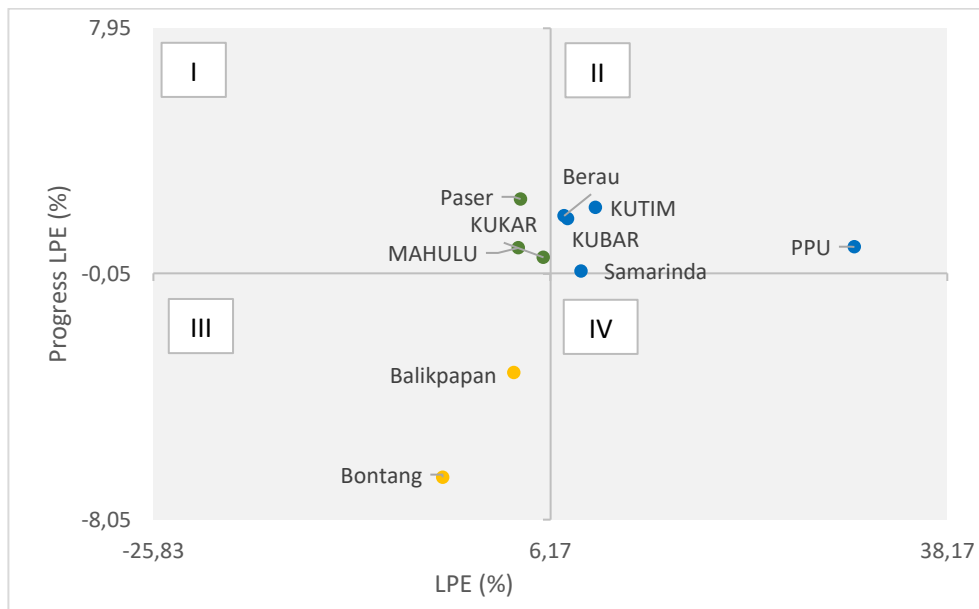 7,95
I
II
Berau
Paser
KUTIM
KUKAR
KUBAR
MAHULU
PPU
Samarinda
-0,05
Progress LPE (%)
III
IV
Balikpapan
Bontang
-8,05
-25,83
6,17
38,17
LPE (%)